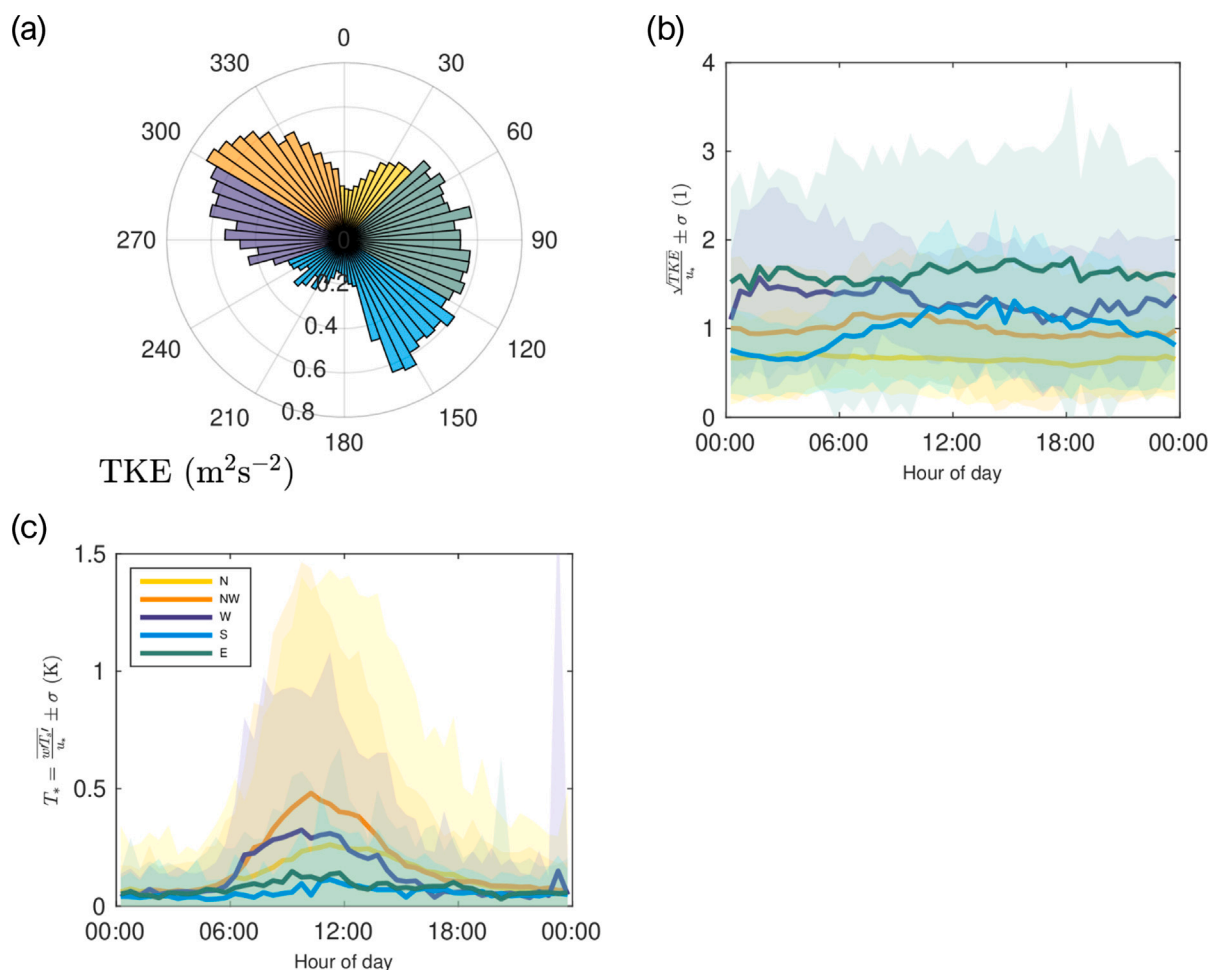 (a)
0
330
30
300
60
270
0
90
0.2
240
0.4
120
0.6
210
0.8
150
180
TKE (m²s⁻²)
(b)
4
3
2
1
0
√TKE / u* ± σ (1)
00:00 06:00 12:00 18:00 00:00
Hour of day
(c)
1.5
1
0.5
0
T* = w′Tₛ′ / u* ± σ (K)
N
NW
W
S
E
00:00 06:00 12:00 18:00 00:00
Hour of day